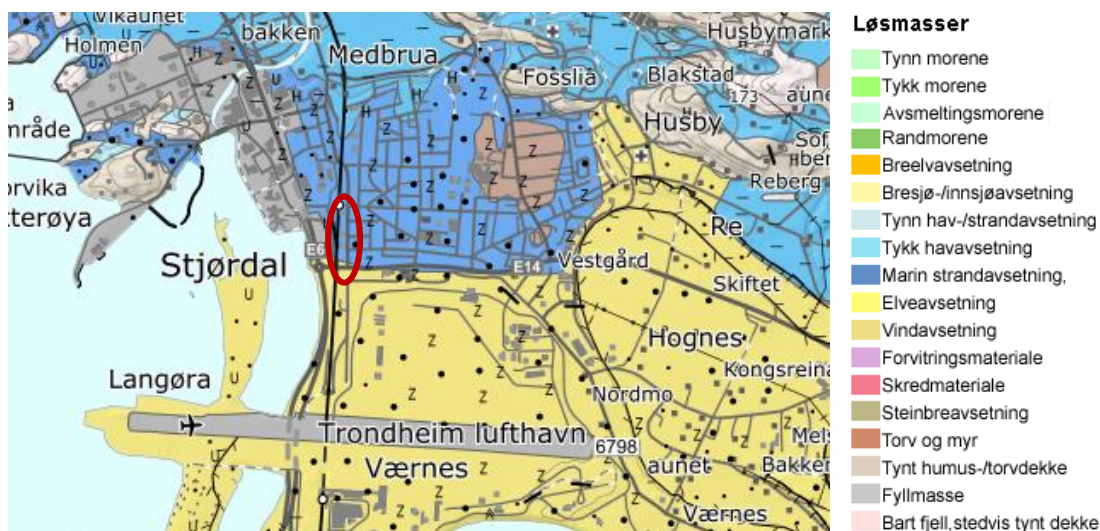 Vikaunet
Holmen
bakken
Medbrua
Husbymark
Fosslia
Blakstad
173
aune
område
Husby
Sof
ber
Reberg
orvika
tterøya
Re
Stjørdal
E6
E14
Vestgård
Skiftet
Hognes
Kongsreina
Langøra
Nordmo
Trondheim lufthavn
6798
Mels
Værnes
aunet
Bakken
Værnes
Løsmasser
Tynn morene
Tykk morene
Avsmeltingsmorene
Randmorene
Breelvavsetning
Bresjø-/innsjøavsetning
Tynn hav-/strandavsetning
Tykk havavsetning
Marin strandavsetning,
Elveavsetning
Vindavsetning
Forvitringsmateriale
Skredmateriale
Steinbreavsetning
Torv og myr
Tynt humus-/torvdekke
Fyllmasse
Bart fjell,stedvis tynt dekke